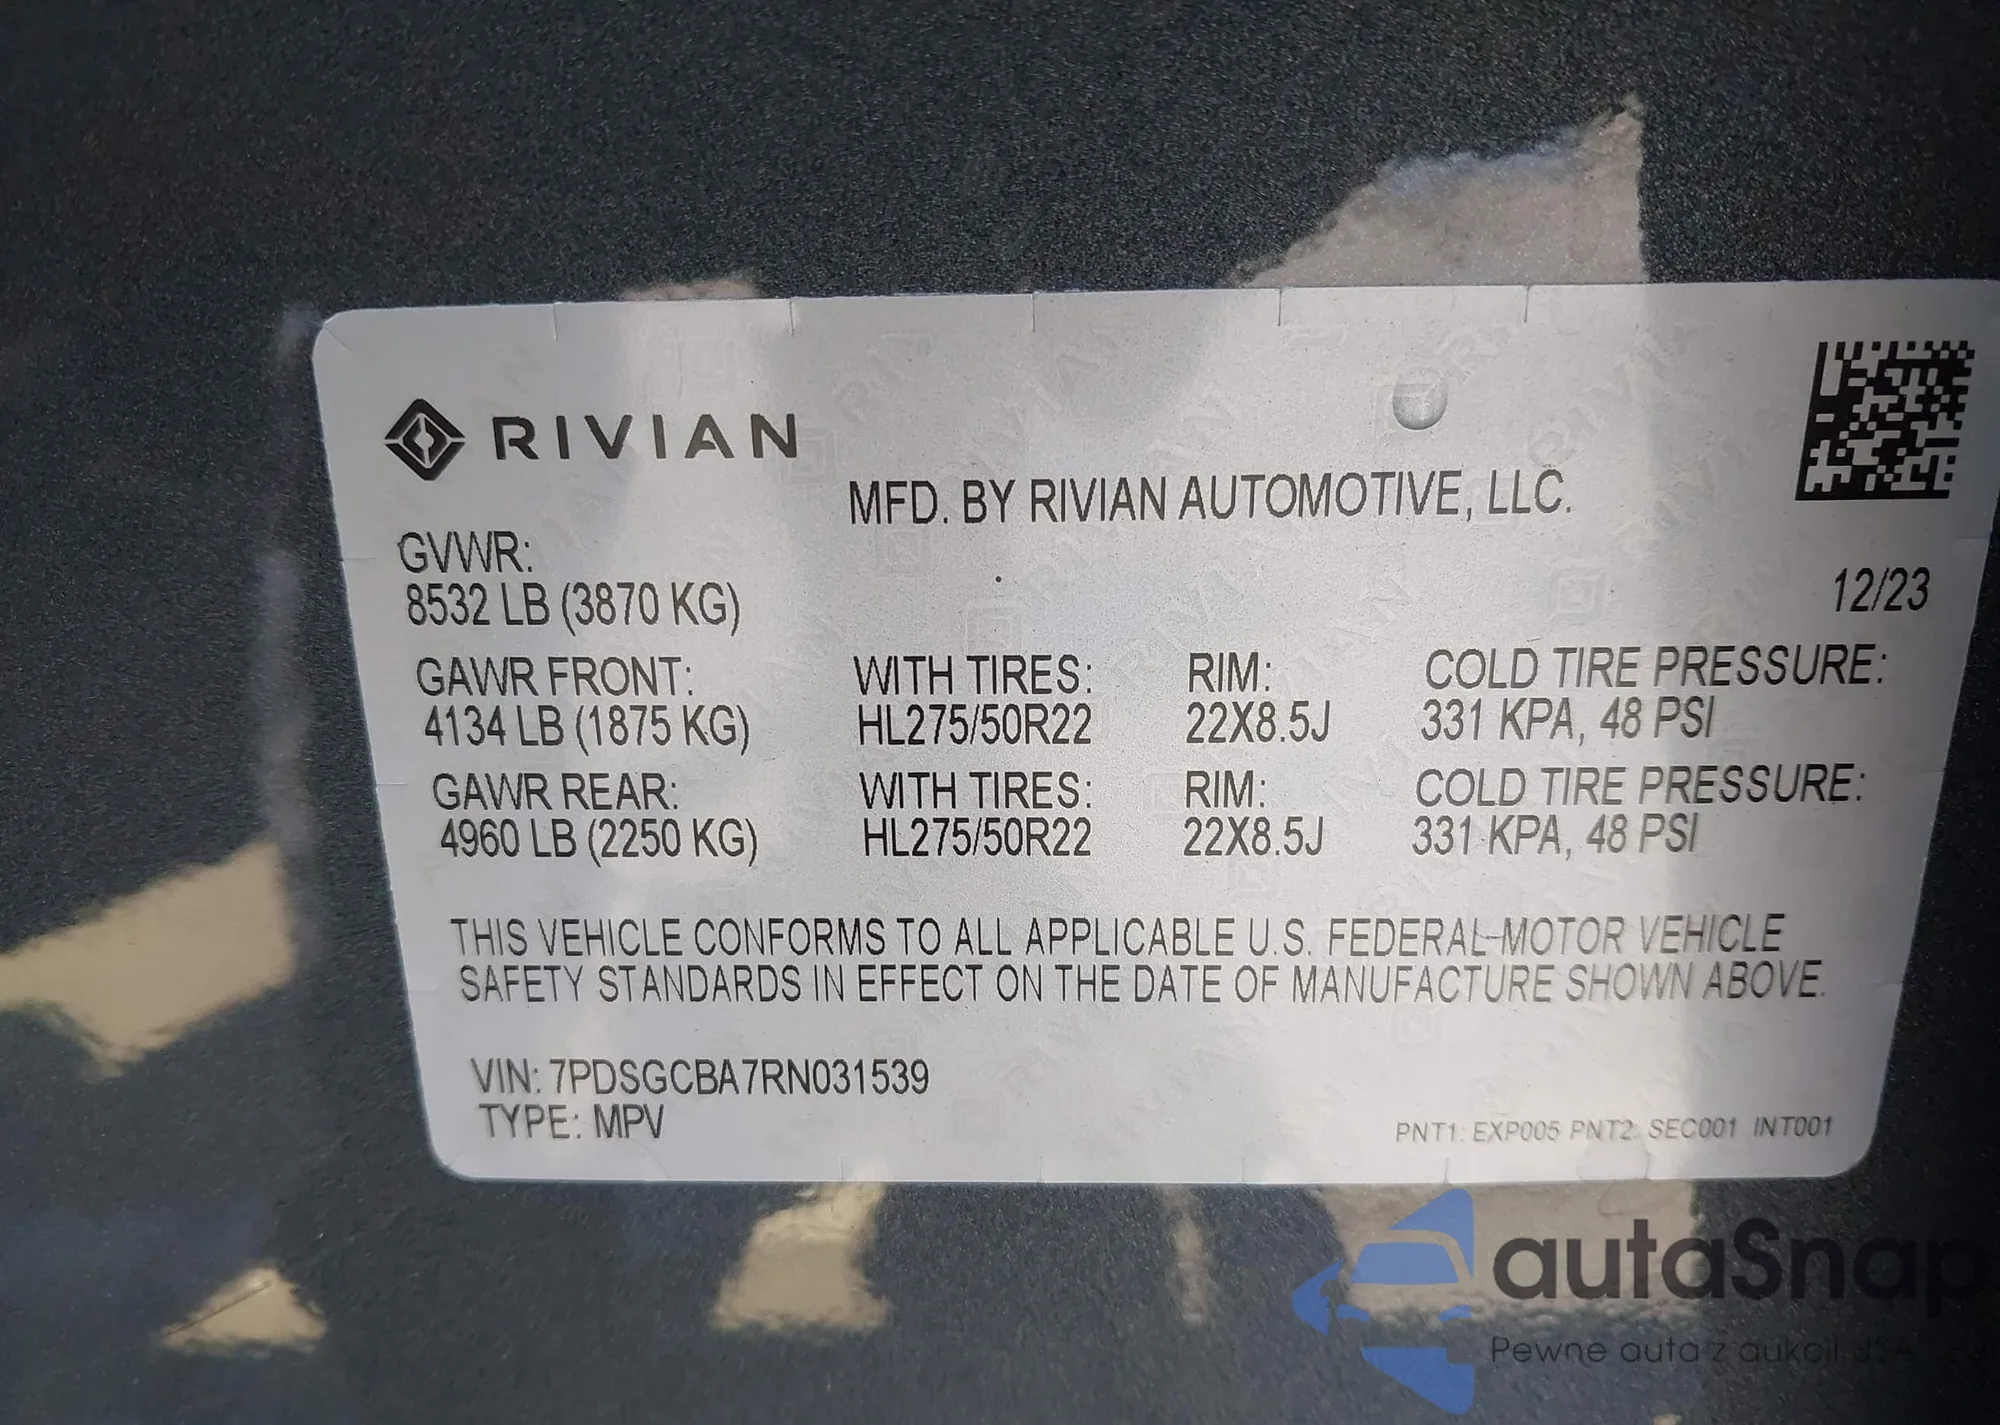 RIVIAN
MFD. BY RIVIAN AUTOMOTIVE, LLC.
GVWR:
8532 LB (3870 KG)
12/23
GAWR FRONT: WITH TIRES: RIM: COLD TIRE PRESSURE:
4134 LB (1875 KG) HL275/50R22 22X8.5J 331 KPA, 48 PSI
GAWR REAR: WITH TIRES: RIM: COLD TIRE PRESSURE:
4960 LB (2250 KG) HL275/50R22 22X8.5J 331 KPA, 48 PSI
THIS VEHICLE CONFORMS TO ALL APPLICABLE U.S. FEDERAL MOTOR VEHICLE
SAFETY STANDARDS IN EFFECT ON THE DATE OF MANUFACTURE SHOWN ABOVE.
VIN: 7PDSGCBA7RN031539
TYPE: MPV
PNT1: EXP005 PNT2: SEC001 INT001
autaSnap
Pewne auta z aukcji USA